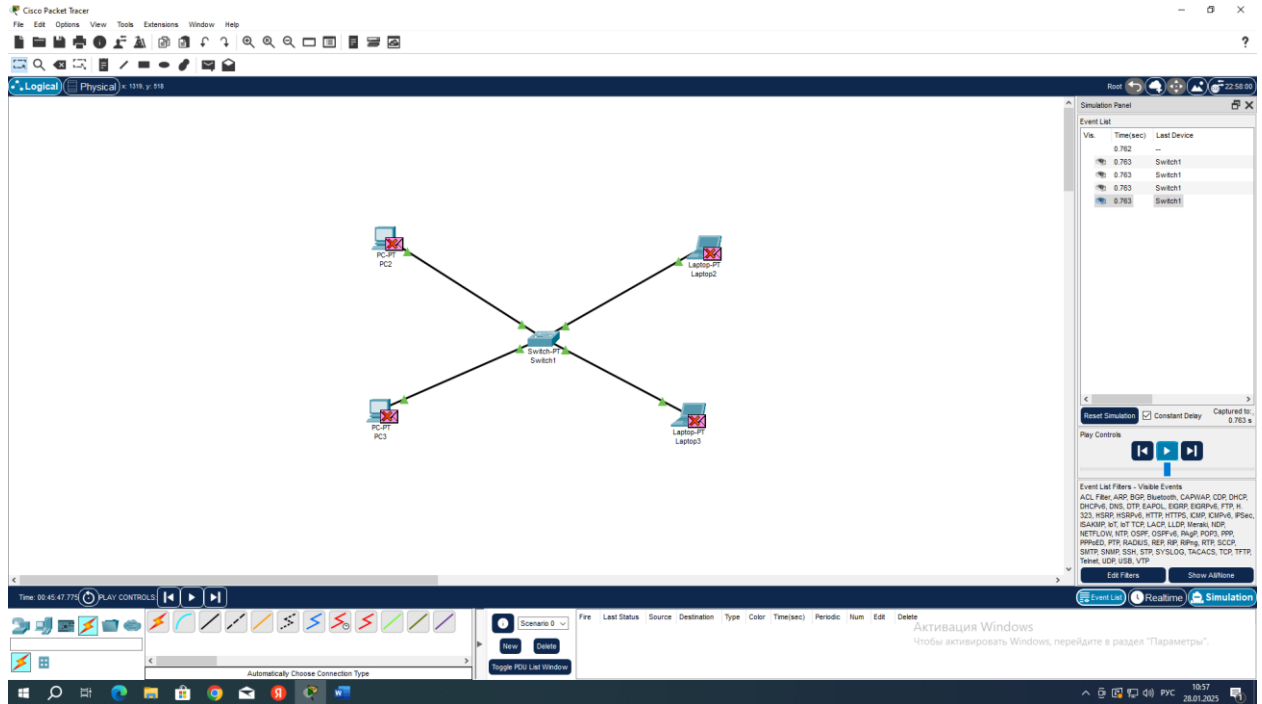 Cisco Packet Tracer
File Edit Options View Tools Extensions Window Help
?
Logical Physical x: 1319, y: 518
Root 22:58:00
Simulation Panel
Event List
Vis. Time(sec) Last Device
0.762 --
0.763 Switch1
0.763 Switch1
0.763 Switch1
0.763 Switch1
PC-PT
PC2
Laptop-PT
Laptop2
Switch-PT
Switch1
PC-PT
PC3
Laptop-PT
Laptop3
Reset Simulation Constant Delay Captured to:
0.763 s
Play Controls
Event List Filters - Visible Events
ACL Filter, ARP, BGP, Bluetooth, CAPWAP, CDP, DHCP,
DHCPv6, DNS, DTP, EAPOL, EIGRP, EIGRPv6, FTP, H.
323, HSRP, HSRPv6, HTTP, HTTPS, ICMP, ICMPv6, IPSec,
ISAKMP, IoT, IoT TCP, LACP, LLDP, Meraki, NDP,
NETFLOW, NTP, OSPF, OSPFv6, PAgP, POP3, PPP,
PPPoED, PTP, RADIUS, REP, RIP, RIPng, RTP, SCCP,
SMTP, SNMP, SSH, STP, SYSLOG, TACACS, TCP, TFTP,
Telnet, UDP, USB, VTP
Edit Filters Show All/None
Time: 00:45:47.775 PLAY CONTROLS:
Event List Realtime Simulation
Scenario 0
New Delete
Toggle PDU List Window
Fire Last Status Source Destination Type Color Time(sec) Periodic Num Edit Delete
Активация Windows
Чтобы активировать Windows, перейдите в раздел "Параметры".
Automatically Choose Connection Type
РУС
10:57
28.01.2025